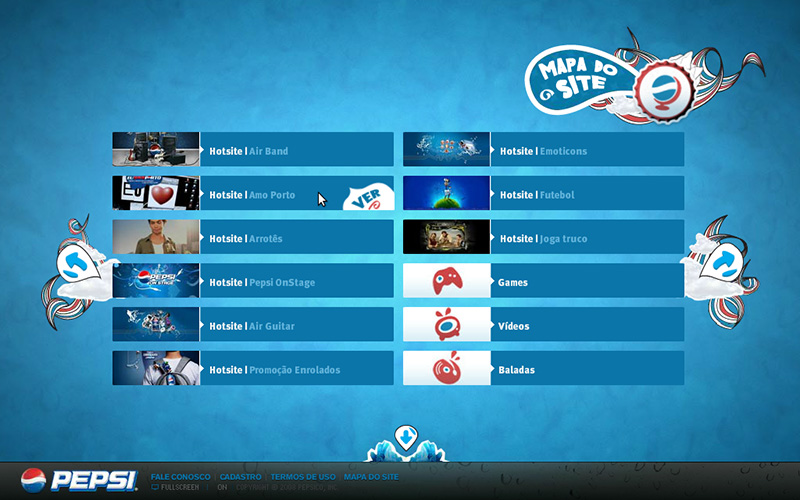 MAPA DO
SITE
Hotsite | Air Band
Hotsite | Emoticons
Hotsite | Amo Porto
VER
Hotsite | Futebol
Hotsite | Arrotês
Hotsite | Joga truco
PEPSI
ON STAGE
Hotsite | Pepsi OnStage
Games
Hotsite | Air Guitar
Vídeos
Hotsite | Promoção Enrolados
Baladas
PEPSI
FALE CONOSCO | CADASTRO | TERMOS DE USO | MAPA DO SITE
FULLSCREEN | ON